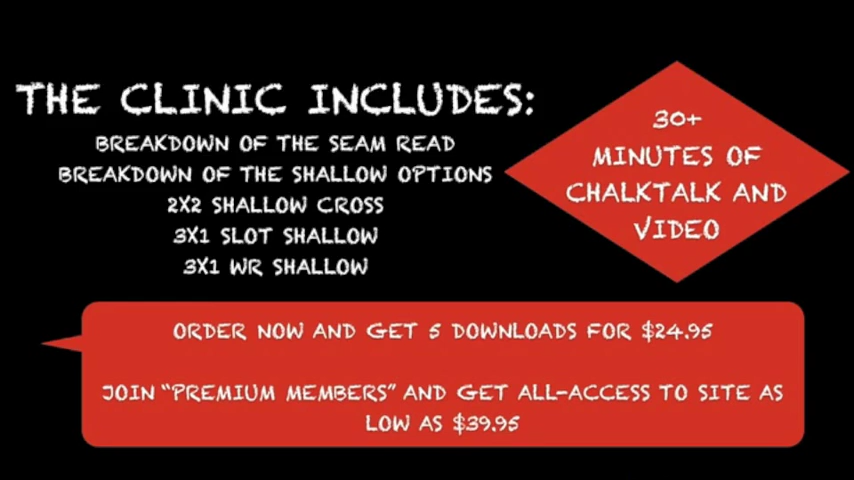 THE CLINIC INCLUDES:
BREAKDOWN OF THE SEAM READ
BREAKDOWN OF THE SHALLOW OPTIONS
2X2 SHALLOW CROSS
3X1 SLOT SHALLOW
3X1 WR SHALLOW
30+
MINUTES OF
CHALKTALK AND
VIDEO
ORDER NOW AND GET 5 DOWNLOADS FOR $24.95
JOIN "PREMIUM MEMBERS" AND GET ALL-ACCESS TO SITE AS
LOW AS $39.95